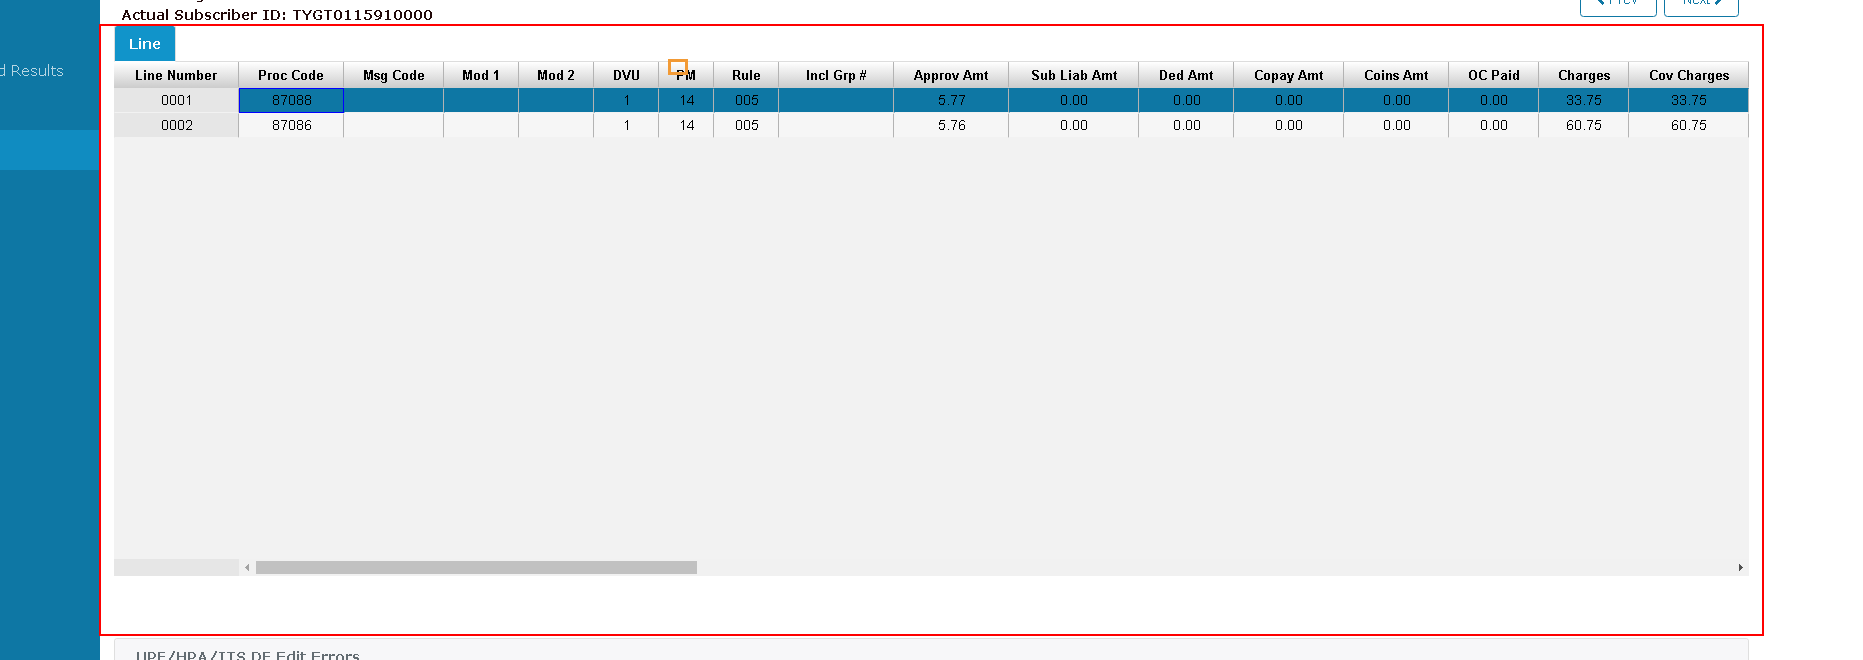 Actual Subscriber ID: TYGT0115910000
Prev Next
d Results
Line
Line Number Proc Code Msg Code Mod 1 Mod 2 DVU PM Rule Incl Grp # Approv Amt Sub Liab Amt Ded Amt Copay Amt Coins Amt OC Paid Charges Cov Charges
0001 87088 1 14 005 5.77 0.00 0.00 0.00 0.00 0.00 33.75 33.75
0002 87086 1 14 005 5.76 0.00 0.00 0.00 0.00 0.00 60.75 60.75
UPE/HPA/ITS DE Edit Errors